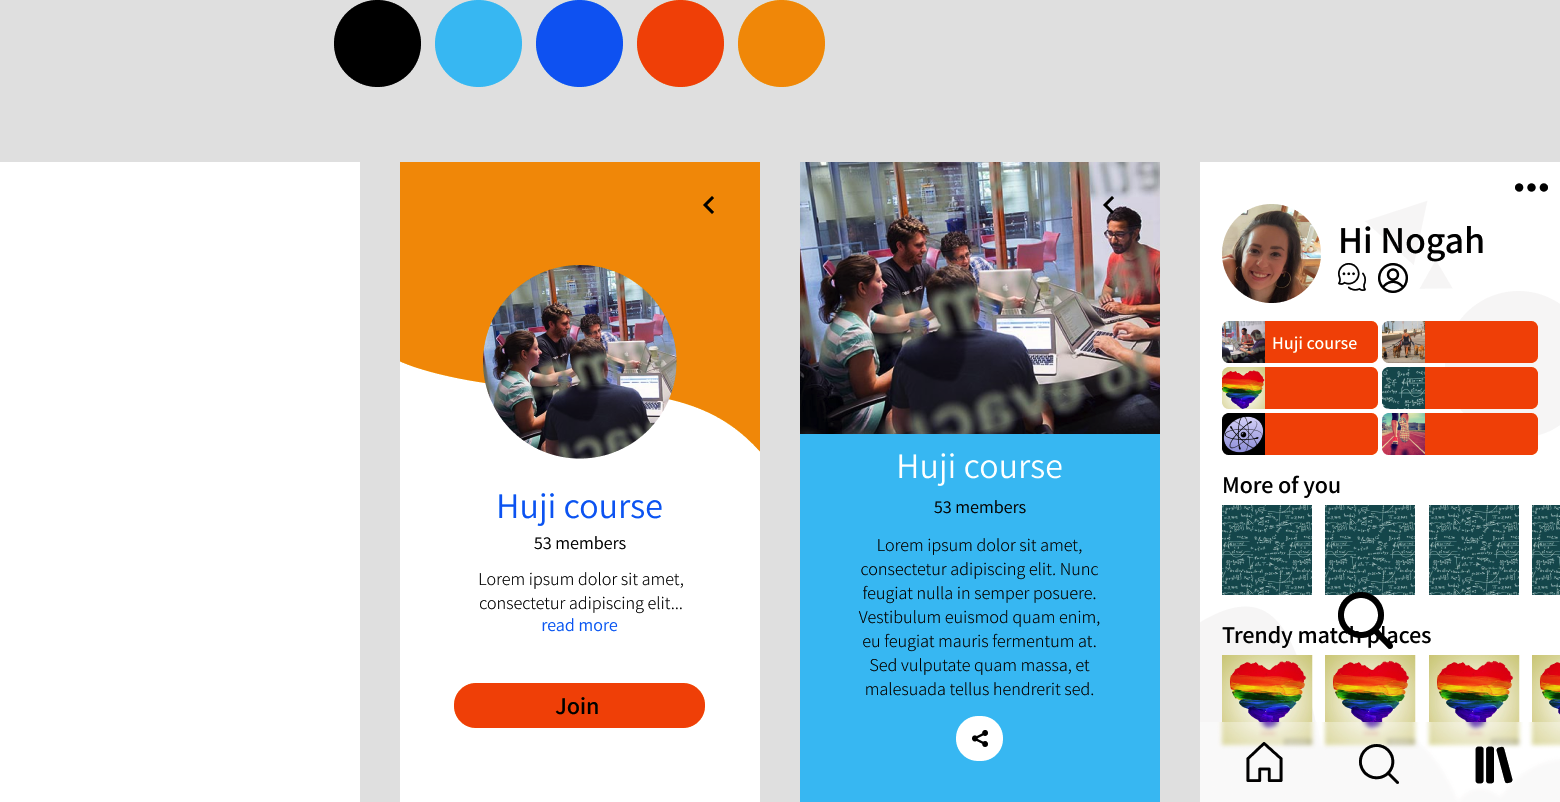 Huji course
53 members
Lorem ipsum dolor sit amet,
consectetur adipiscing elit...
read more
Join
Huji course
53 members
Lorem ipsum dolor sit amet,
consectetur adipiscing elit. Nunc
feugiat nulla in semper posuere.
Vestibulum euismod quam enim,
eu feugiat mauris fermentum at.
Sed vulputate quam massa, et
malesuada tellus hendrerit sed.
Hi Nogah
Huji course
More of you
Trendy match places